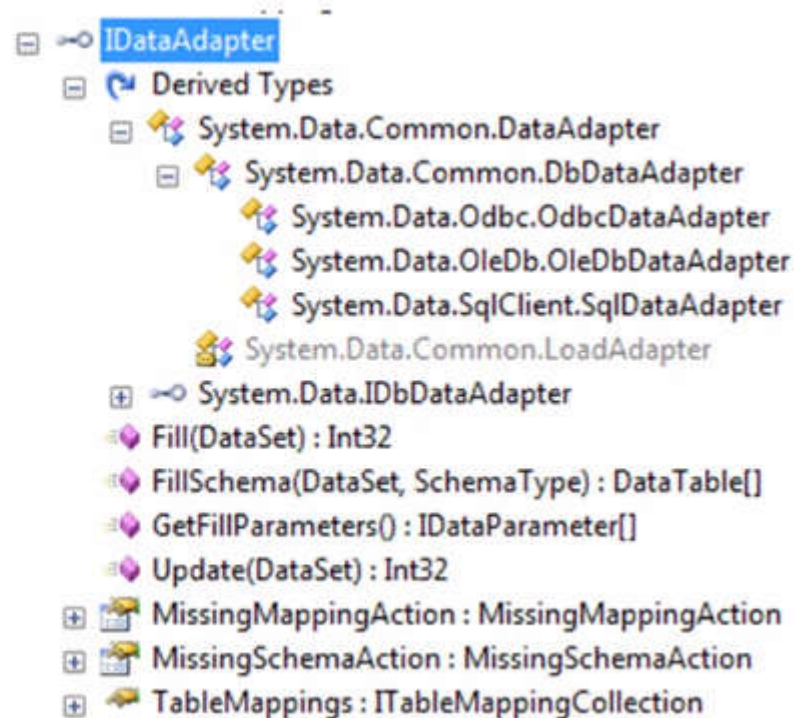 IDataAdapter
Derived Types
System.Data.Common.DataAdapter
System.Data.Common.DbDataAdapter
System.Data.Odbc.OdbcDataAdapter
System.Data.OleDb.OleDbDataAdapter
System.Data.SqlClient.SqlDataAdapter
System.Data.Common.LoadAdapter
System.Data.IDbDataAdapter
Fill(DataSet) : Int32
FillSchema(DataSet, SchemaType) : DataTable[]
GetFillParameters() : IDataParameter[]
Update(DataSet) : Int32
MissingMappingAction : MissingMappingAction
MissingSchemaAction : MissingSchemaAction
TableMappings : ITableMappingCollection